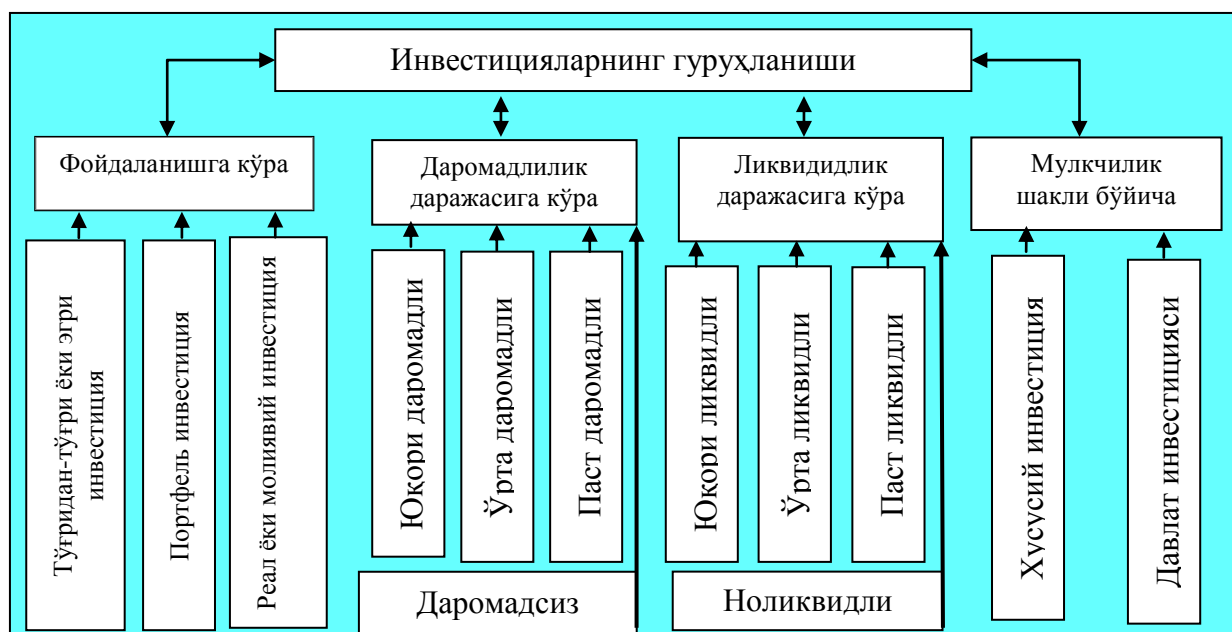 Инвестицияларнинг гуруҳланиши
Фойдаланишга кўра
Даромадлилик
даражасига кўра
Ликвидидлик
даражасига кўра
Мулкчилик
шакли бўйича
Тўғридан-тўғри ёки эгри
инвестиция
Портфель инвестиция
Реал ёки молиявий инвестиция
Юқори даромадли
Ўрта даромадли
Паст даромадли
Даромадсиз
Юқори ликвидли
Ўрта ликвидли
Паст ликвидли
Ноликвидли
Хусусий инвестиция
Давлат инвестицияси